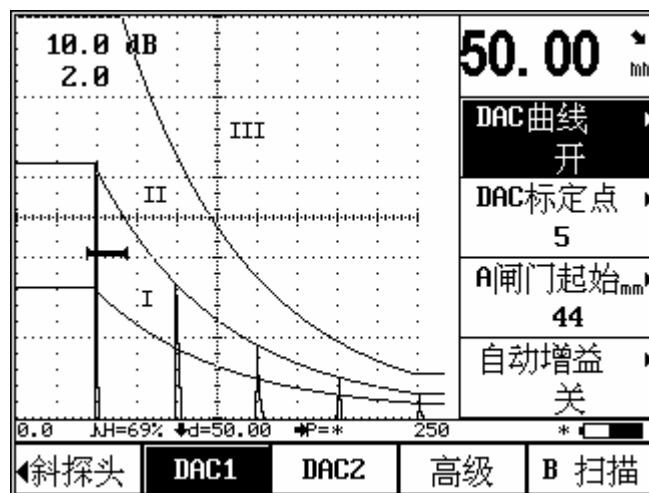 10.0 dB
2.0
50.00
mm
III
II
I
DAC曲线
开
DAC标定点
5
A闸门起始mm
44
自动增益
关
0.0 H=69% d=50.00 P=* 250 *
斜探头 DAC1 DAC2 高级 B 扫描